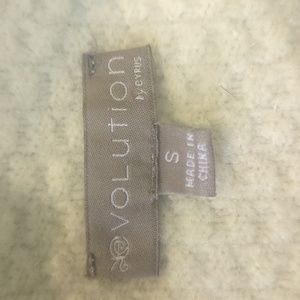 evolution
by CYRUS
S
MADE IN
CHINA